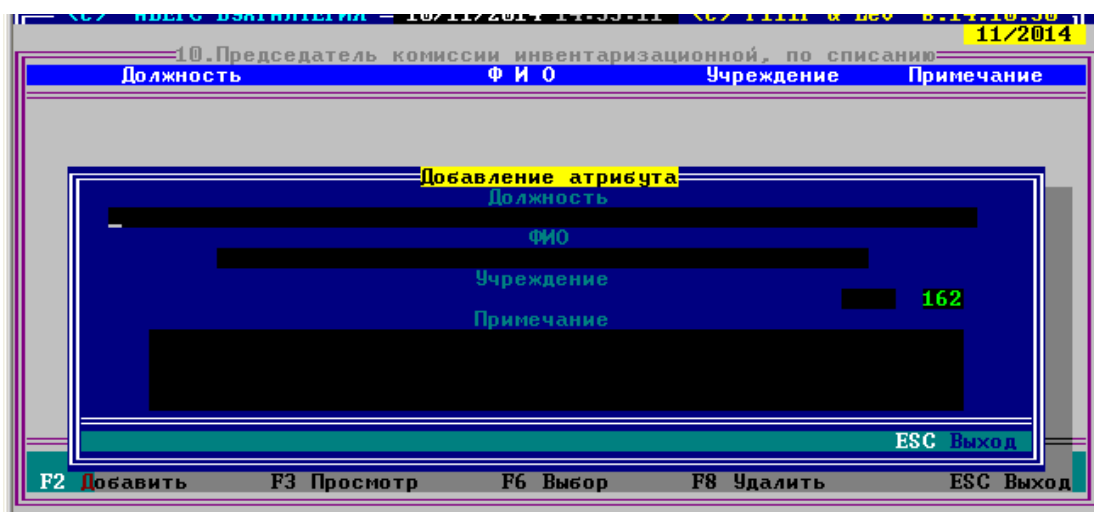 11/2014
10.Председатель комиссии инвентаризационной, по списанию
Должность Ф И О Учреждение Примечание
Добавление атрибута
Должность
ФИО
Учреждение
162
Примечание
ESC Выход
F2 Добавить F3 Просмотр F6 Выбор F8 Удалить ESC Выход